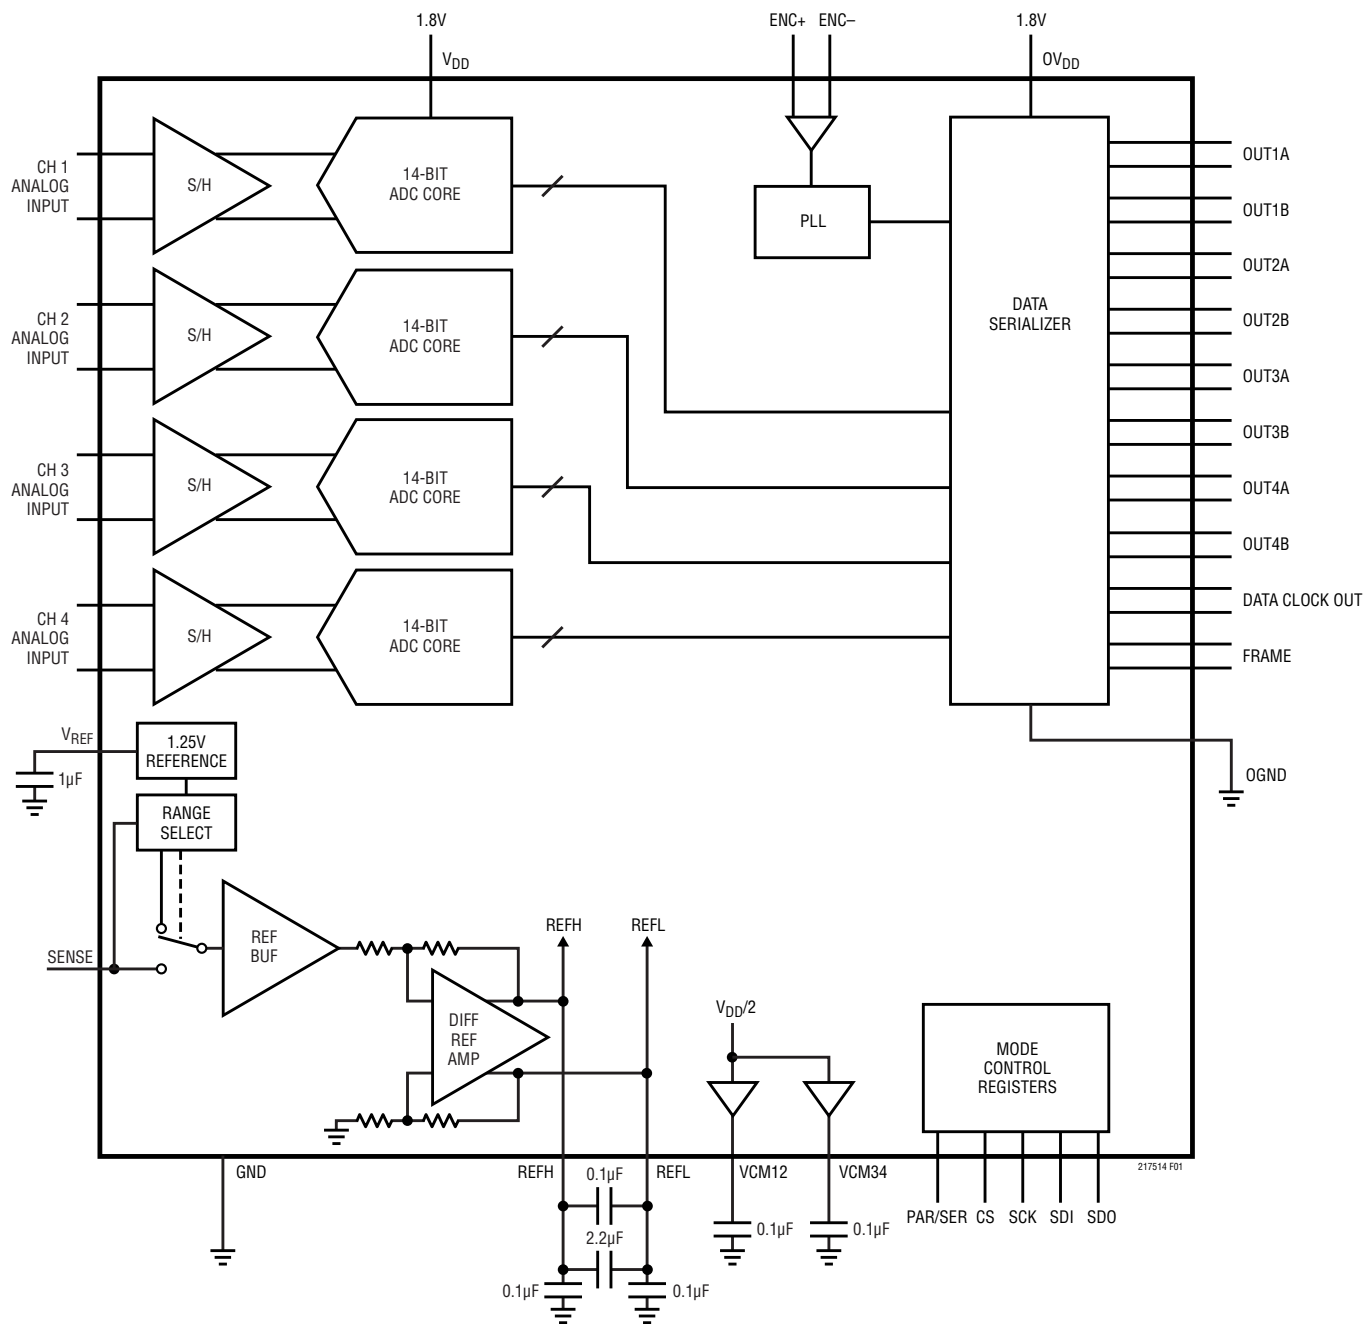 1.8V
ENC+ ENC–
1.8V
VDD
OVDD
CH 1
ANALOG
INPUT
S/H
14-BIT
ADC CORE
PLL
OUT1A
OUT1B
OUT2A
CH 2
ANALOG
INPUT
S/H
14-BIT
ADC CORE
DATA
SERIALIZER
OUT2B
OUT3A
OUT3B
CH 3
ANALOG
INPUT
S/H
14-BIT
ADC CORE
OUT4A
OUT4B
DATA CLOCK OUT
CH 4
ANALOG
INPUT
S/H
14-BIT
ADC CORE
FRAME
VREF
1.25V
REFERENCE
1µF
OGND
RANGE
SELECT
SENSE
REF
BUF
REFH
REFL
DIFF
REF
AMP
VDD/2
MODE
CONTROL
REGISTERS
GND
REFH
0.1µF
REFL
VCM12
VCM34
217514 F01
PAR/SER CS SCK SDI SDO
0.1µF
0.1µF
2.2µF
0.1µF
0.1µF